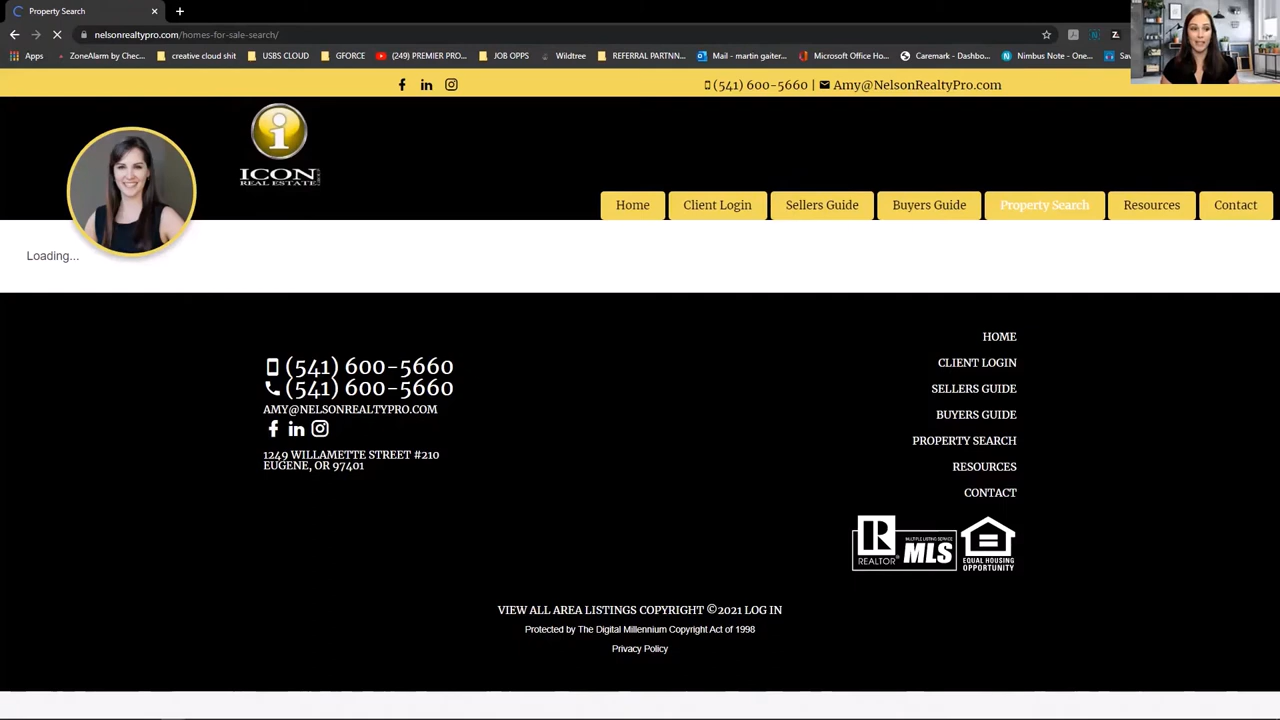 Property Search
nelsonrealtypro.com/homes-for-sale-search/
Apps
ZoneAlarm by Chec...
creative cloud shit
USBS CLOUD
GFORCE
(249) PREMIER PRO...
JOB OPPS
Wildtree
REFERRAL PARTNN...
Mail - martin gaiter...
Microsoft Office Ho...
Caremark - Dashbo...
Nimbus Note - One...
Sav
(541) 600-5660 | Amy@NelsonRealtyPro.com
i
ICON
REAL ESTATE GROUP
Home
Client Login
Sellers Guide
Buyers Guide
Property Search
Resources
Contact
Loading...
(541) 600-5660
(541) 600-5660
AMY@NELSONREALTYPRO.COM
1249 WILLAMETTE STREET #210
EUGENE, OR 97401
HOME
CLIENT LOGIN
SELLERS GUIDE
BUYERS GUIDE
PROPERTY SEARCH
RESOURCES
CONTACT
REALTOR®
MULTIPLE LISTING SERVICE
MLS
EQUAL HOUSING
OPPORTUNITY
VIEW ALL AREA LISTINGS COPYRIGHT ©2021 LOG IN
Protected by The Digital Millennium Copyright Act of 1998
Privacy Policy